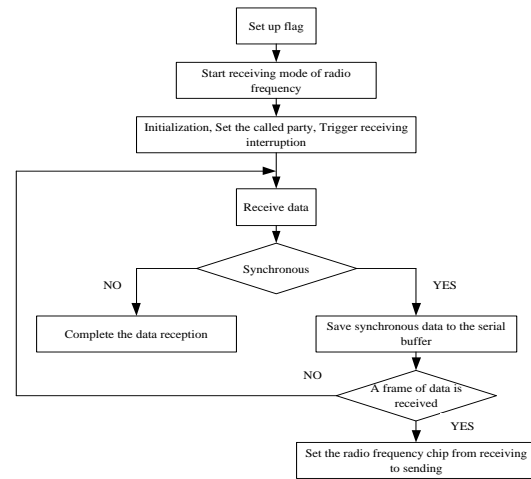 Set up flag
Start receiving mode of radio
frequency
Initialization, Set the called party, Trigger receiving
interruption
Receive data
Synchronous
NO
YES
Complete the data reception
Save synchronous data to the serial
buffer
NO
A frame of data is
received
YES
Set the radio frequency chip from receiving
to sending